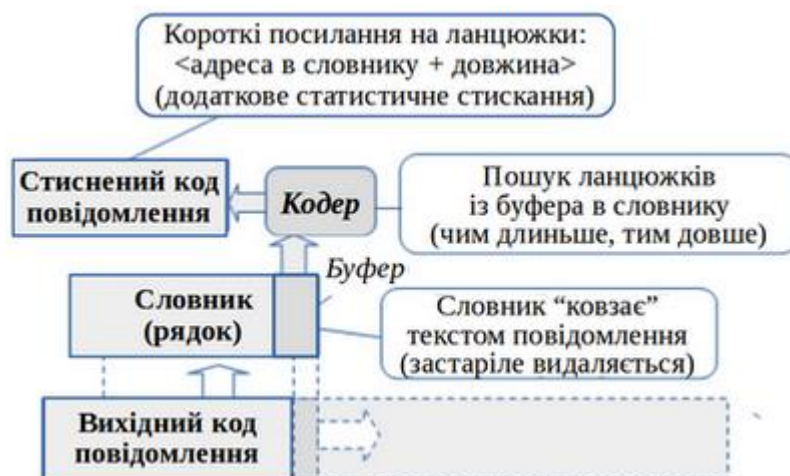 Короткі посилання на ланцюжки:
<адреса в словнику + довжина>
(додаткове статистичне стискання)
Стиснений код
повідомлення
Кодер
Пошук ланцюжків
із буфера в словнику
(чим длиньше, тим довше)
Буфер
Словник
(рядок)
Словник “ковзає”
текстом повідомлення
(застаріле видаляється)
Вихідний код
повідомлення